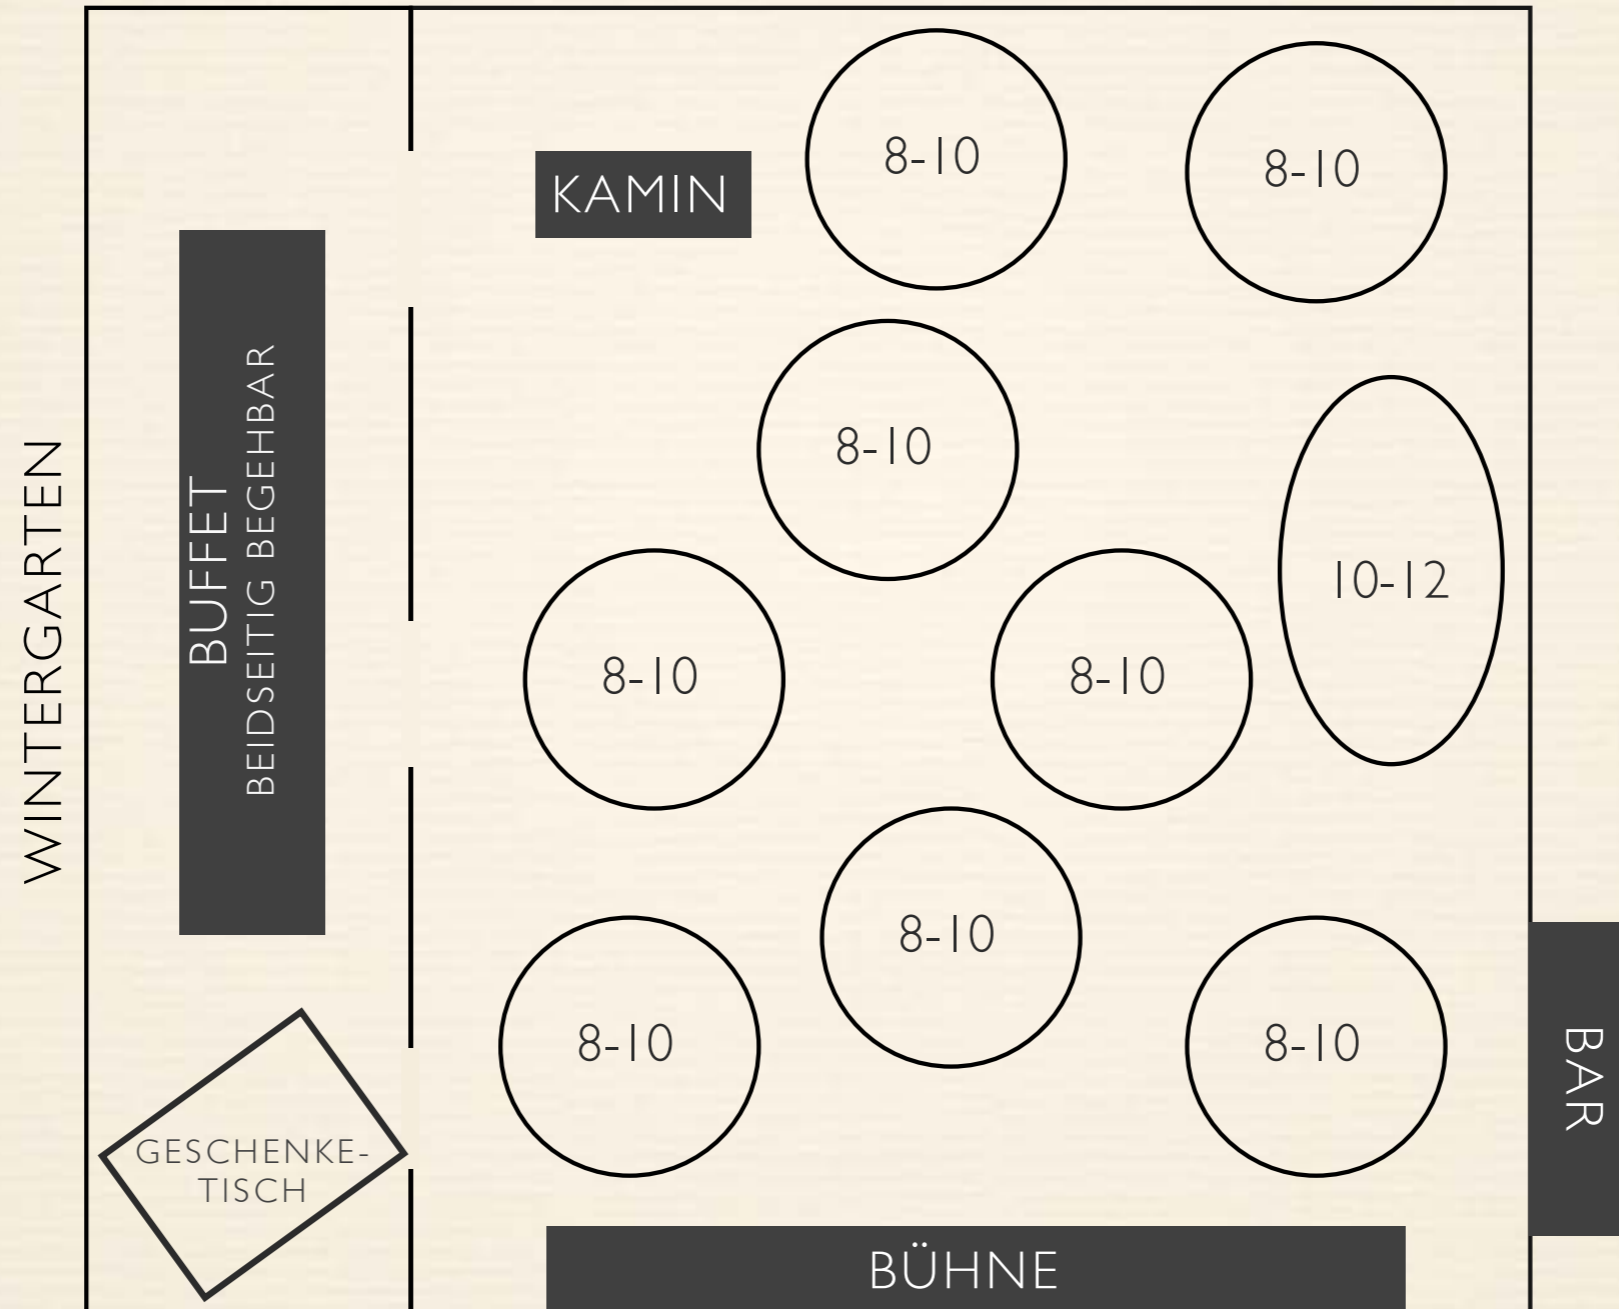 8-10
8-10
KAMIN
8-10
10-12
WINTERGARTEN
BUFFET
BEIDSEITIG BEGEHBAR
8-10
8-10
8-10
8-10
8-10
BAR
GESCHENKE-
TISCH
BÜHNE